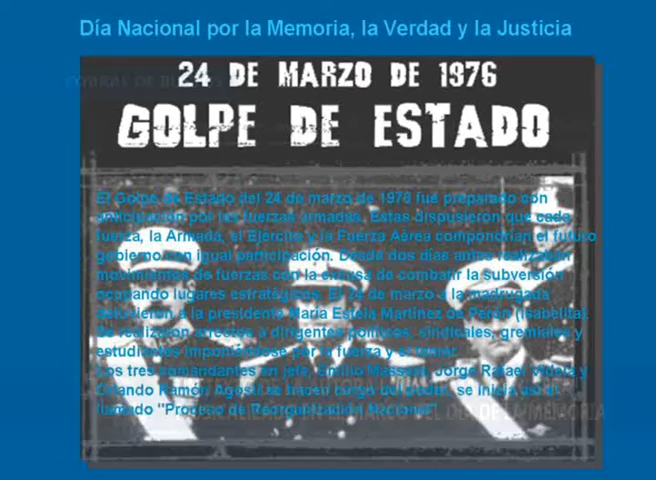 Día Nacional por la Memoria, la Verdad y la Justicia
24 DE MARZO DE 1976
GOLPE DE ESTADO
El Golpe de Estado del 24 de marzo de 1976 fue preparado con
anticipación por las fuerzas armadas. Estas dispusieron que cada
fuerza, la Armada, el Ejército y la Fuerza Aérea compondrían el futuro
gobierno con igual participación. Desde dos días antes realizaban
movimientos de fuerzas con la excusa de combatir la subversión
ocupando lugares estratégicos. El 24 de marzo a la madrugada
detuvieron a la presidente María Estela Martínez de Perón (Isabelita).
Se realizaron arrestos a dirigentes políticos, sindicales, gremiales y
estudiantes imponiéndose por la fuerza y el terror.
Los tres comandantes en jefe, Emilio Massera, Jorge Rafael Videla y
Orlando Ramón Agosti se hacen cargo del poder, se inicia así el
llamado "Proceso de Reorganización Nacional"
DE LA MEMORIA